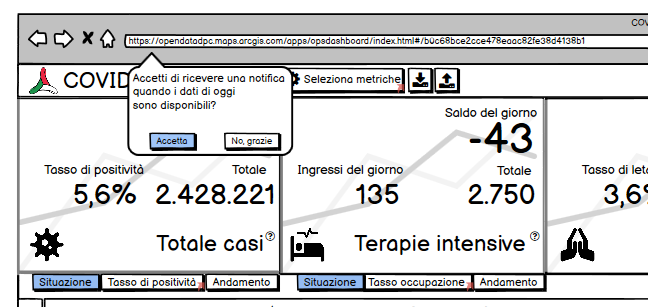 COV
https://opendatadpc.maps.arcgis.com/apps/opsdashboard/index.html#/b0c68bce2cce478eaac82fe38d4138b1
COVID
Accetti di ricevere una notifica
quando i dati di oggi
sono disponibili?
Accetta
No, grazie
Seleziona metriche
Saldo del giorno
-43
Tasso di positività
Totale
Ingressi del giorno
Totale
Tasso di let
5,6%
2.428.221
135
2.750
3,6%
Totale casi
?
Terapie intensive
?
Situazione
Tasso di positività
Andamento
Situazione
Tasso occupazione
Andamento